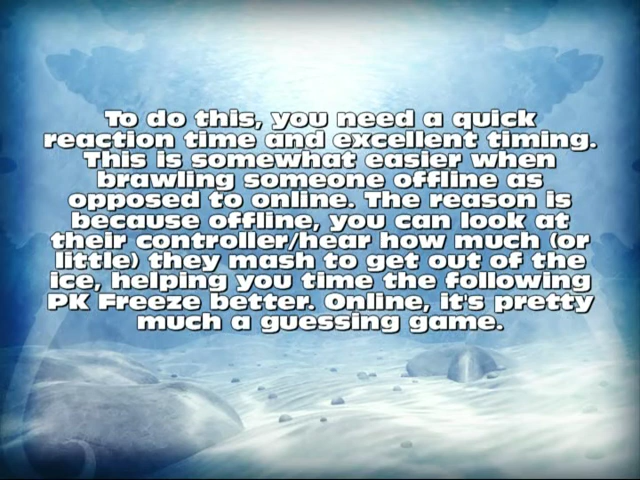 To do this, you need a quick
reaction time and excellent timing.
This is somewhat easier when
brawling someone offline as
opposed to online. The reason is
because offline, you can look at
their controller/hear how much (or
little) they mash to get out of the
ice, helping you time the following
PK Freeze better. Online, it's pretty
much a guessing game.